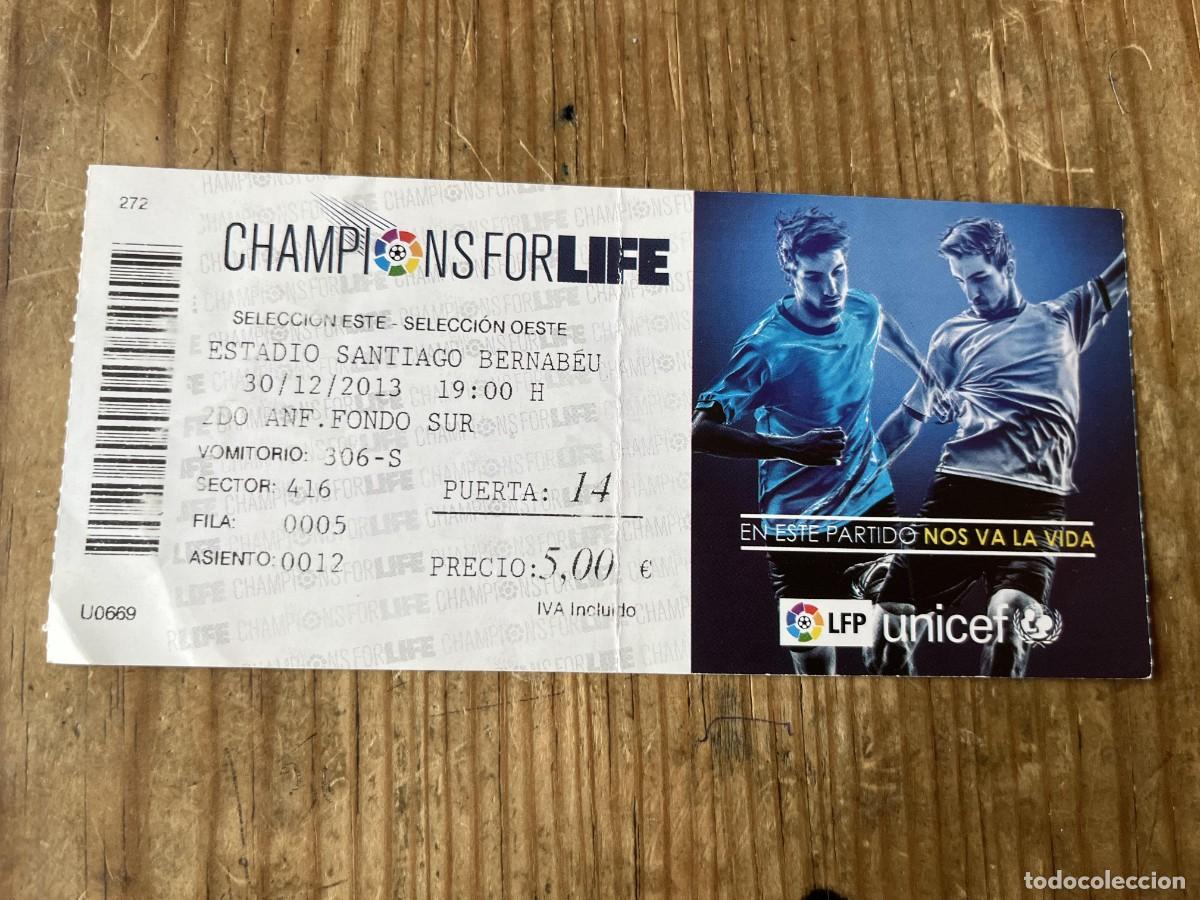 272
CHAMPIONSFORLIFE
SELECCION ESTE - SELECCIÓN OESTE
ESTADIO SANTIAGO BERNABÉU
30/12/2013 19:00 H
2DO ANF.FONDO SUR
VOMITORIO: 306-S
SECTOR: 416
PUERTA: 14
FILA: 0005
ASIENTO: 0012
PRECIO: 5,00 €
IVA Incluido
U0669
EN ESTE PARTIDO NOS VA LA VIDA
LFP unicef
todocoleccion